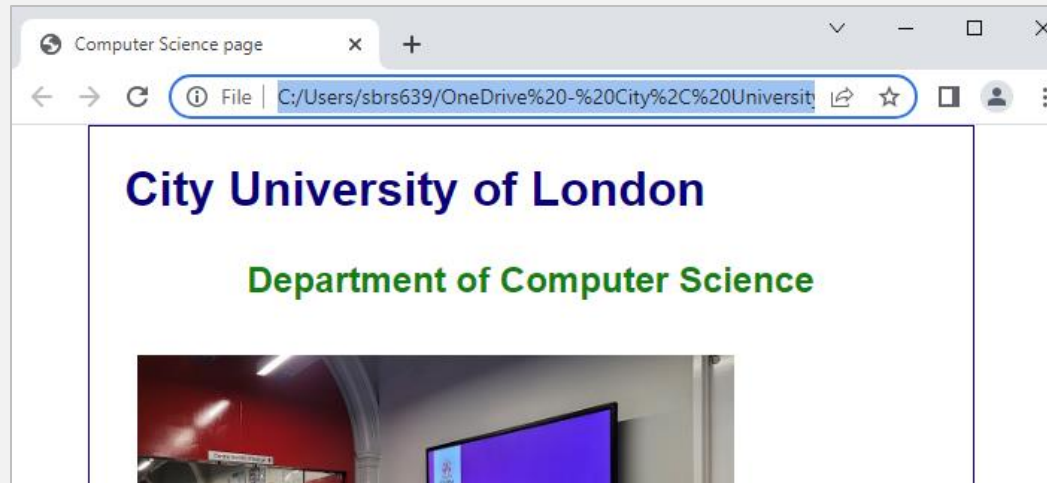 Computer Science page
File
C:/Users/sbrs639/OneDrive%20-%20City%2C%20University
City University of London
Department of Computer Science